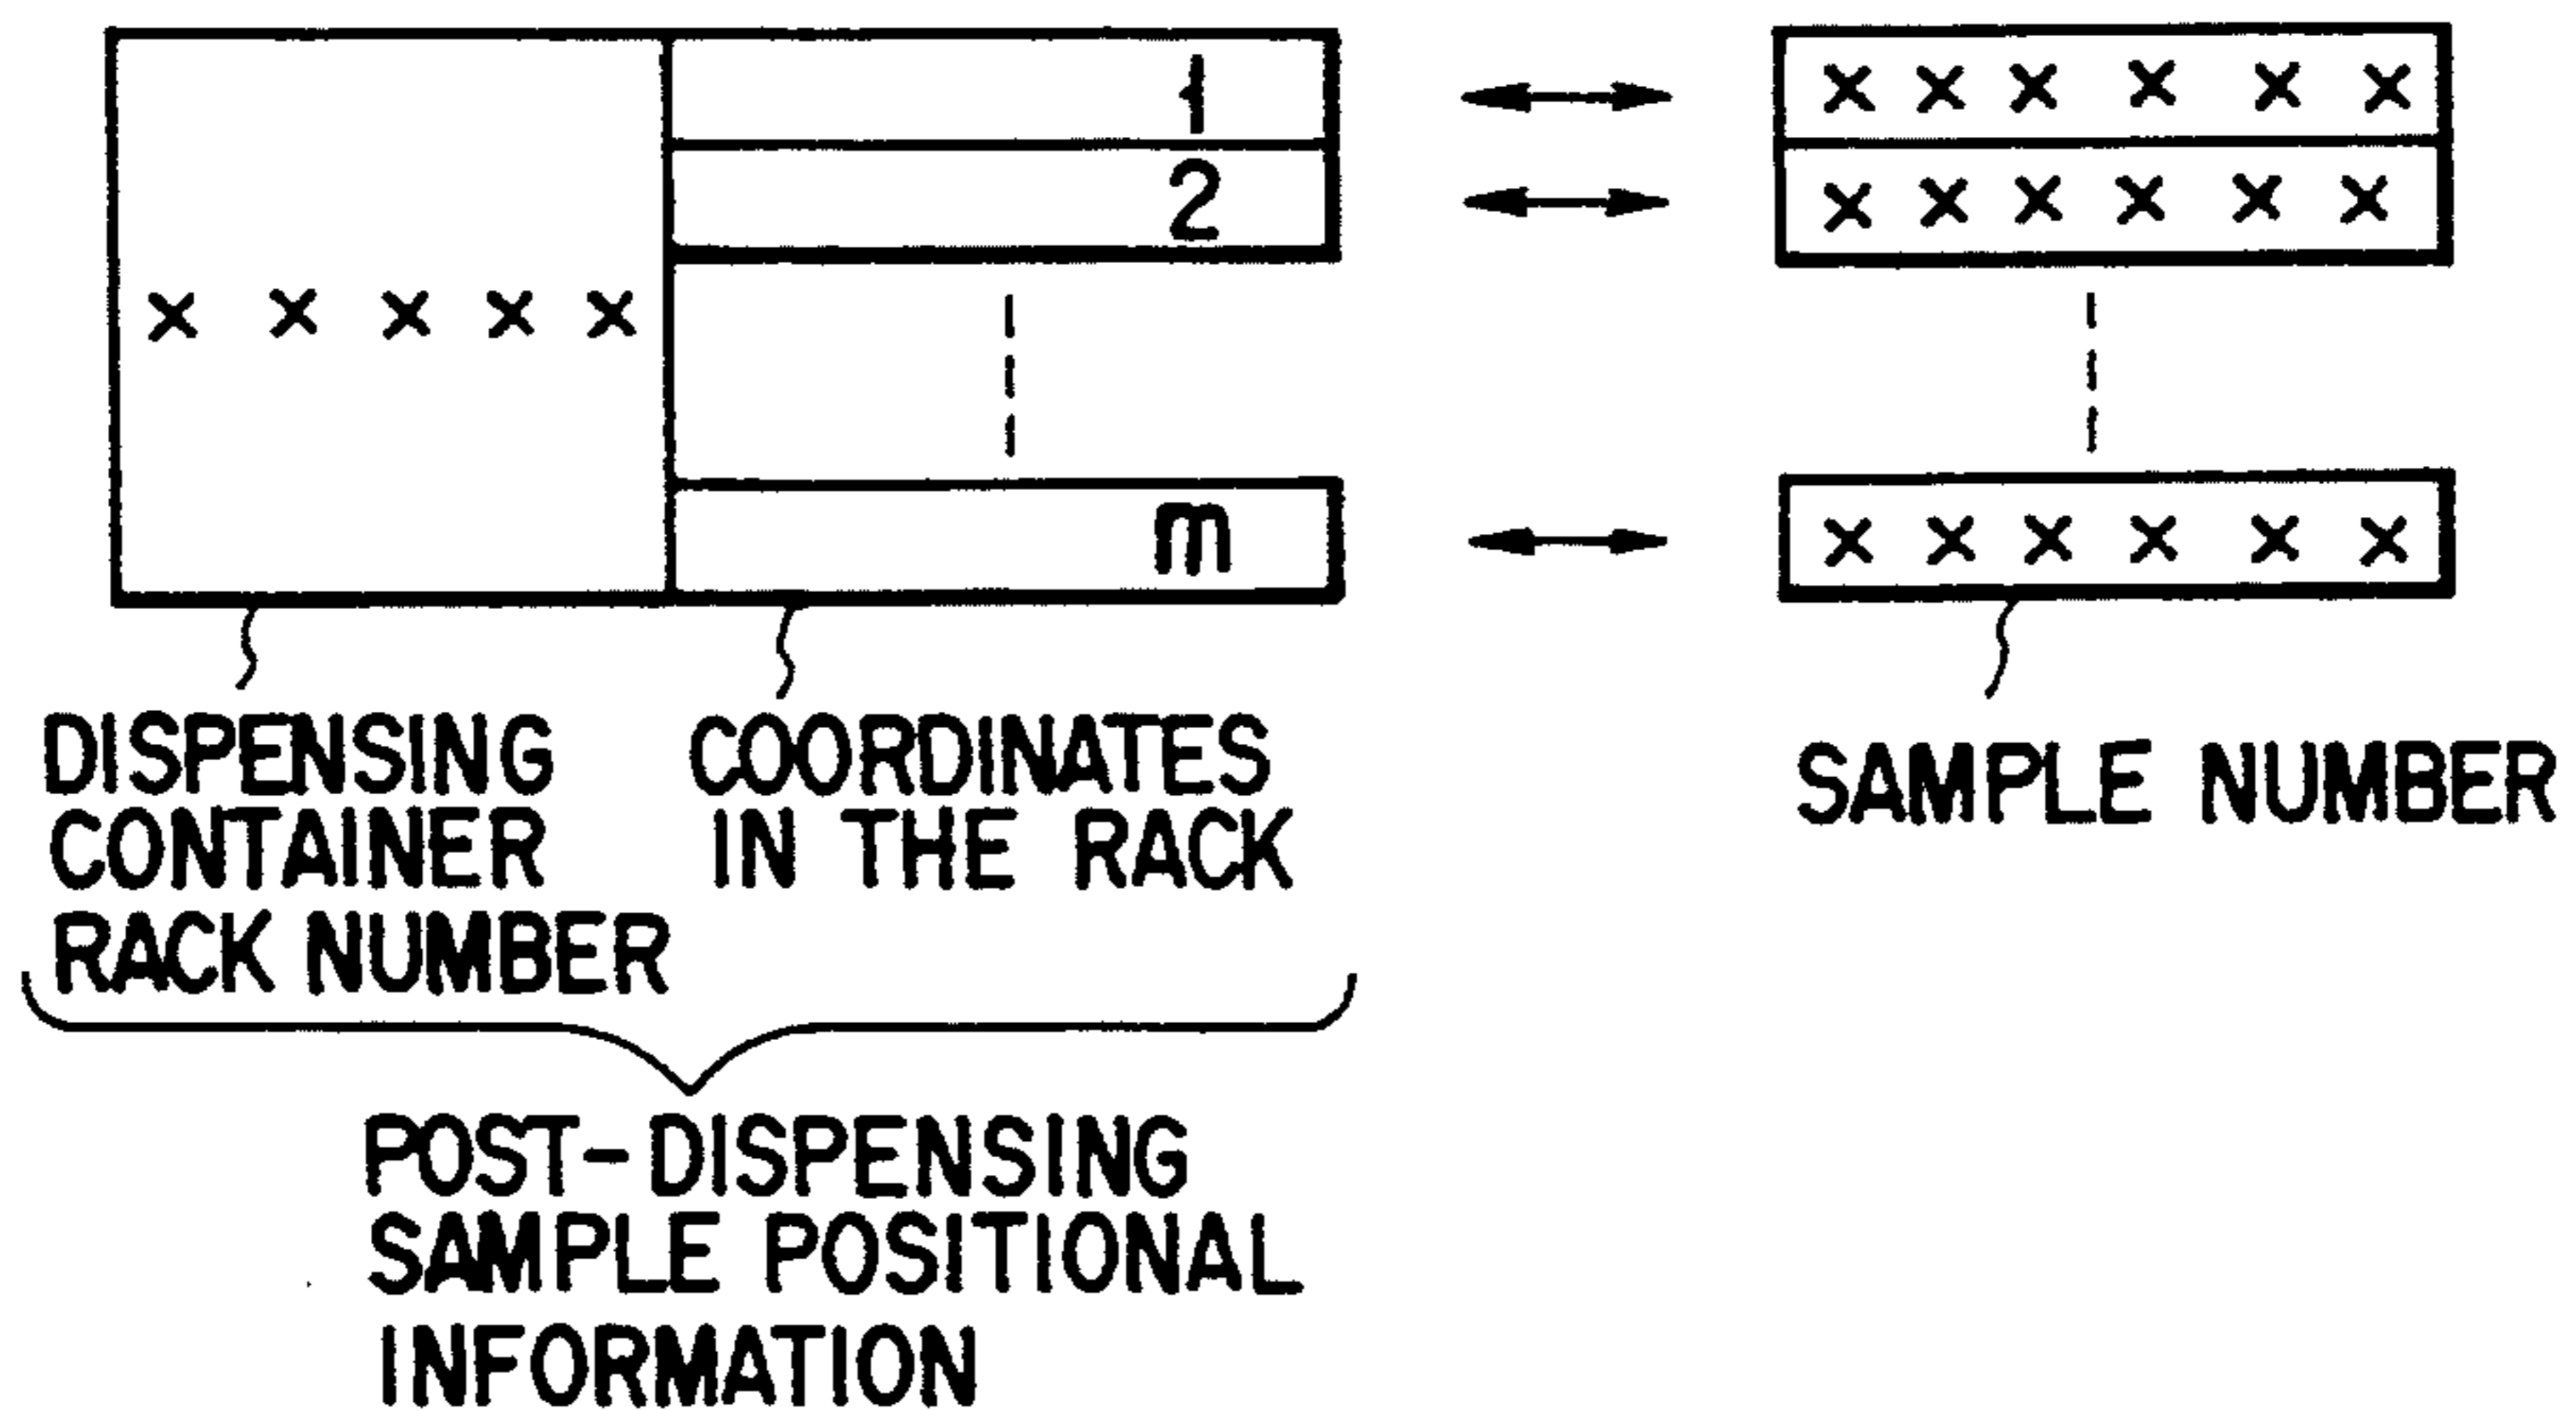 1
× × × × × ×
2
× × × × × ×
× × × × ×
m
× × × × × ×
DISPENSING
CONTAINER
RACK NUMBER
COORDINATES
IN THE RACK
SAMPLE NUMBER
POST-DISPENSING
SAMPLE POSITIONAL
INFORMATION